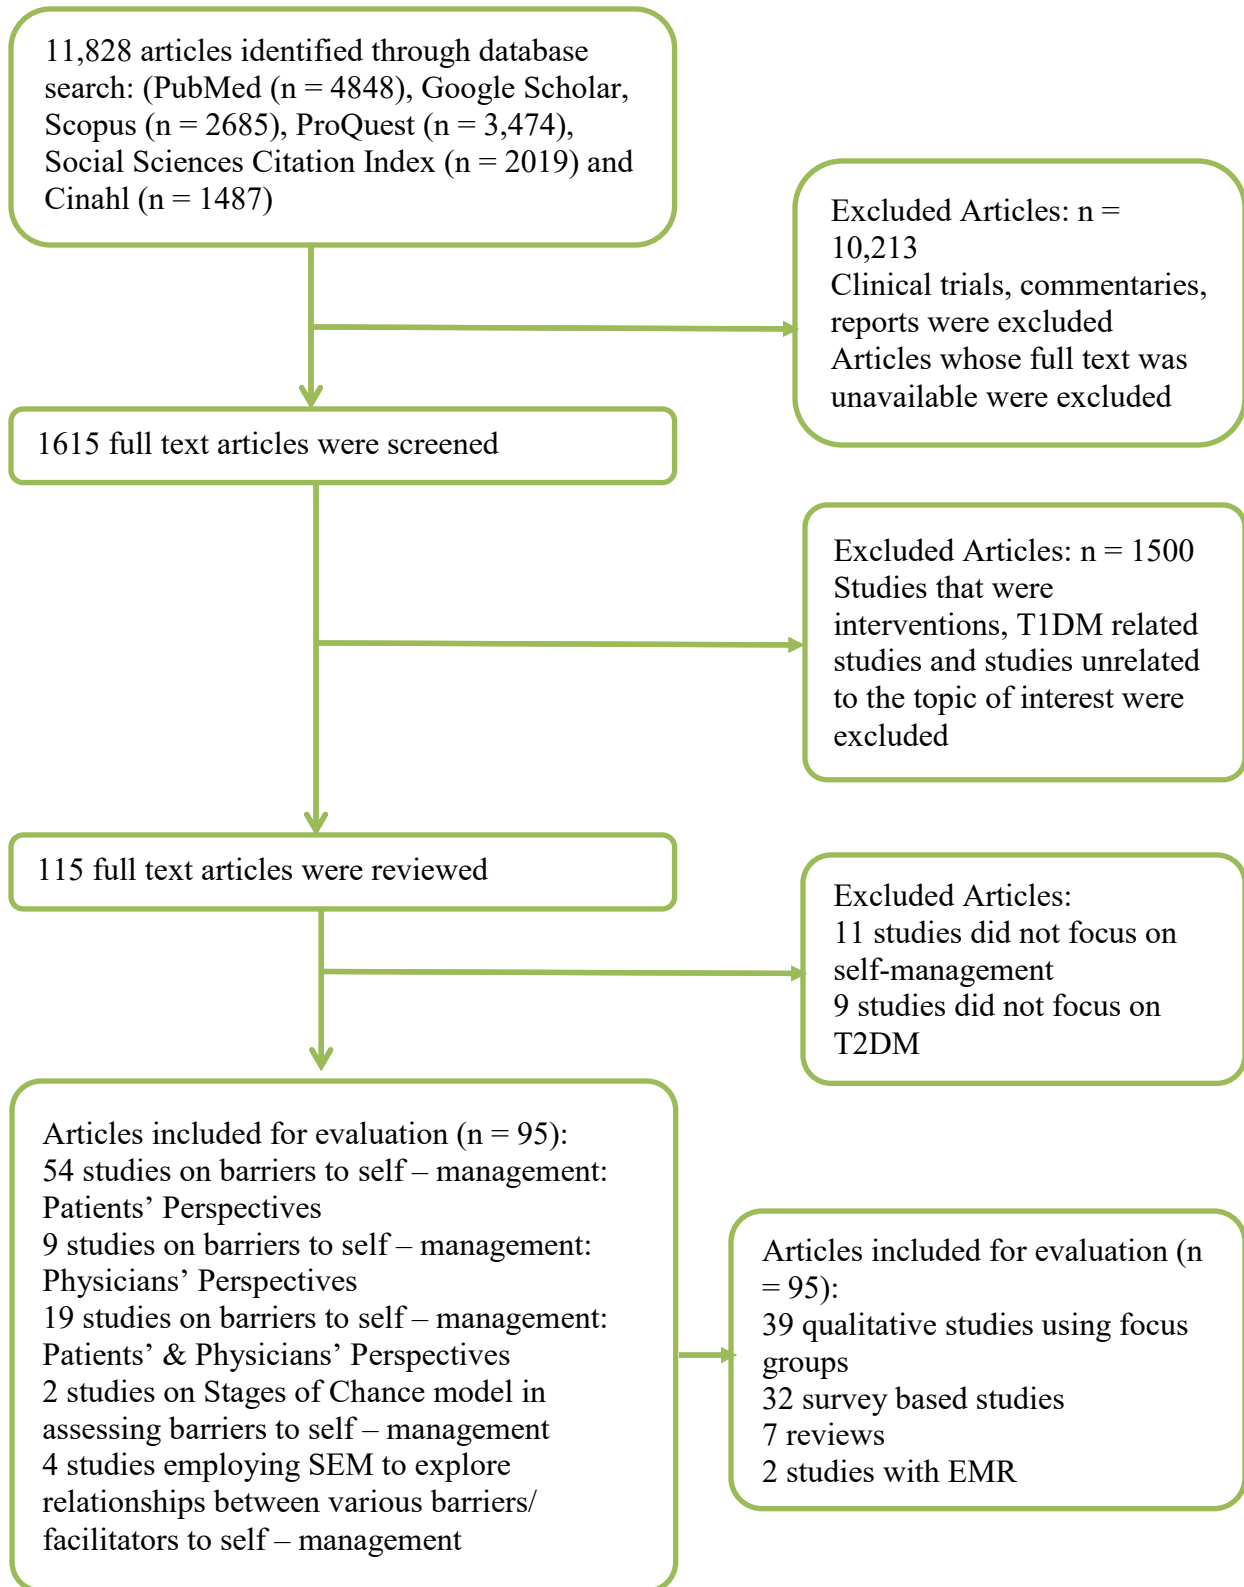 11,828 articles identified through database
search: (PubMed (n = 4848), Google Scholar,
Scopus (n = 2685), ProQuest (n = 3,474),
Social Sciences Citation Index (n = 2019) and
Cinahl (n = 1487)
Excluded Articles: n =
10,213
Clinical trials, commentaries,
reports were excluded
Articles whose full text was
unavailable were excluded
1615 full text articles were screened
Excluded Articles: n = 1500
Studies that were
interventions, T1DM related
studies and studies unrelated
to the topic of interest were
excluded
115 full text articles were reviewed
Excluded Articles:
11 studies did not focus on
self-management
9 studies did not focus on
T2DM
Articles included for evaluation (n = 95):
54 studies on barriers to self – management:
Patients’ Perspectives
9 studies on barriers to self – management:
Physicians’ Perspectives
19 studies on barriers to self – management:
Patients’ & Physicians’ Perspectives
2 studies on Stages of Chance model in
assessing barriers to self – management
4 studies employing SEM to explore
relationships between various barriers/
facilitators to self – management
Articles included for evaluation (n
= 95):
39 qualitative studies using focus
groups
32 survey based studies
7 reviews
2 studies with EMR